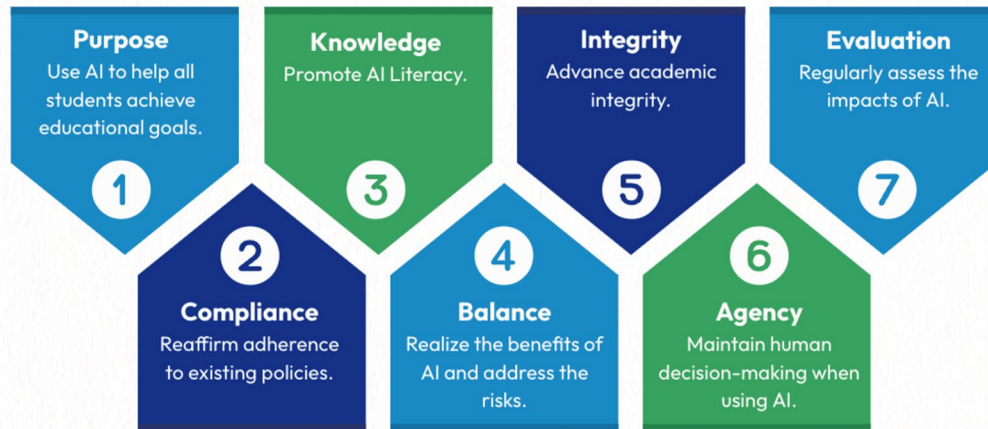 Purpose
Use AI to help all
students achieve
educational goals.
1
2
Compliance
Reaffirm adherence
to existing policies.
Knowledge
Promote AI Literacy.
3
4
Balance
Realize the benefits of
AI and address the
risks.
Integrity
Advance academic
integrity.
5
6
Agency
Maintain human
decision-making when
using AI.
Evaluation
Regularly assess the
impacts of AI.
7